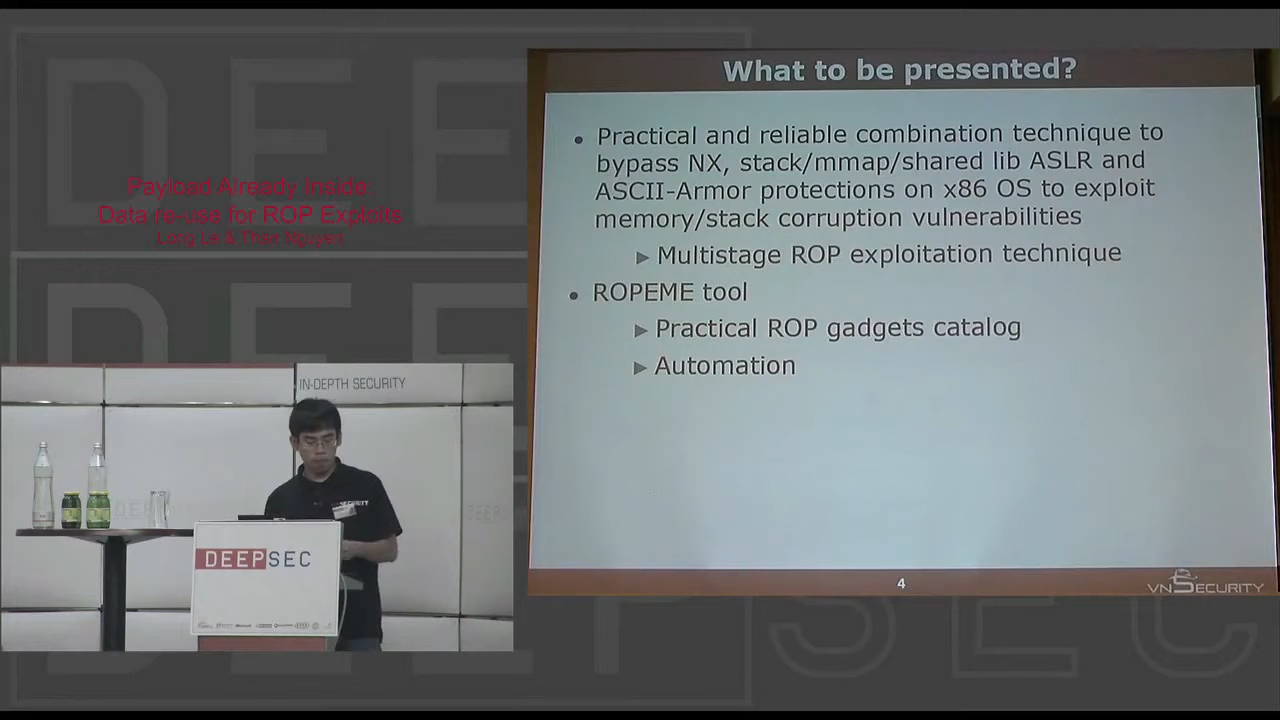 Payload Already Inside:
Data re-use for ROP Exploits
Long Le & Thanh Nguyen
What to be presented?
• Practical and reliable combination technique to
bypass NX, stack/mmap/shared lib ASLR and
ASCII-Armor protections on x86 OS to exploit
memory/stack corruption vulnerabilities
▶ Multistage ROP exploitation technique
• ROPEME tool
▶ Practical ROP gadgets catalog
▶ Automation
4
VNSECURITY
IN-DEPTH SECURITY
DEEPSEC